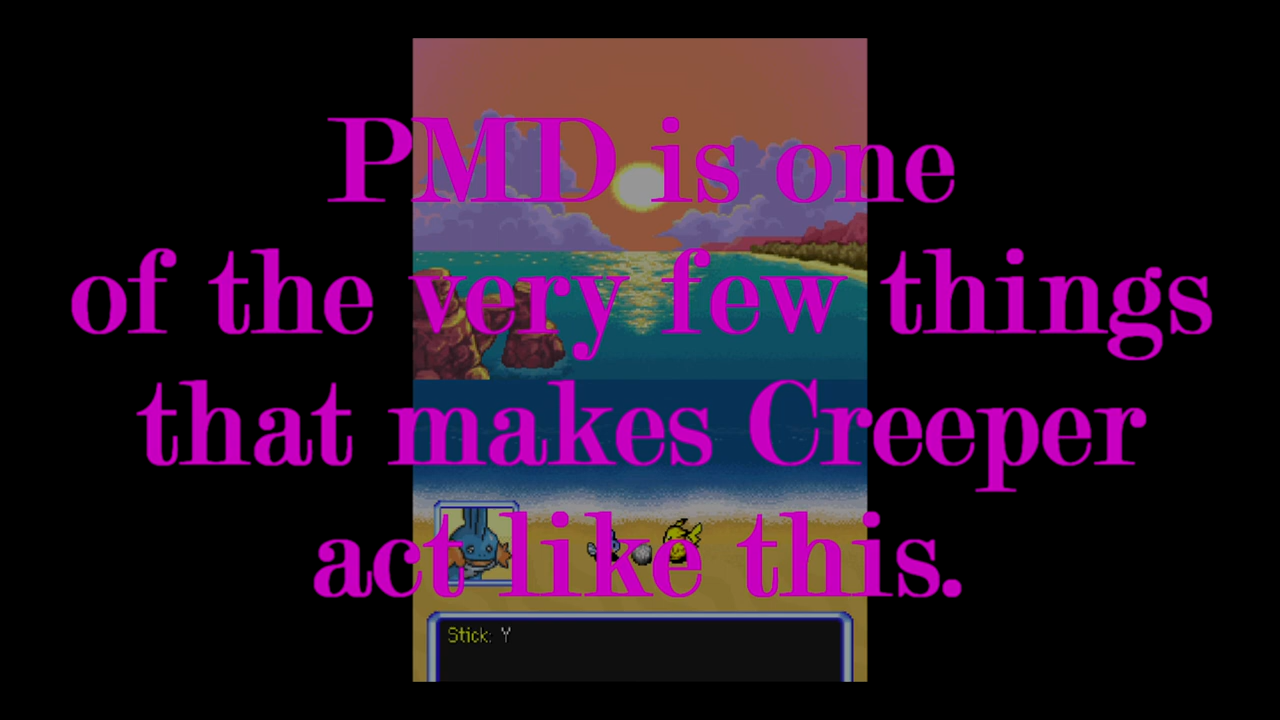 PMD is one
of the very few things
that makes Creeper
act like this.
Stick: Y